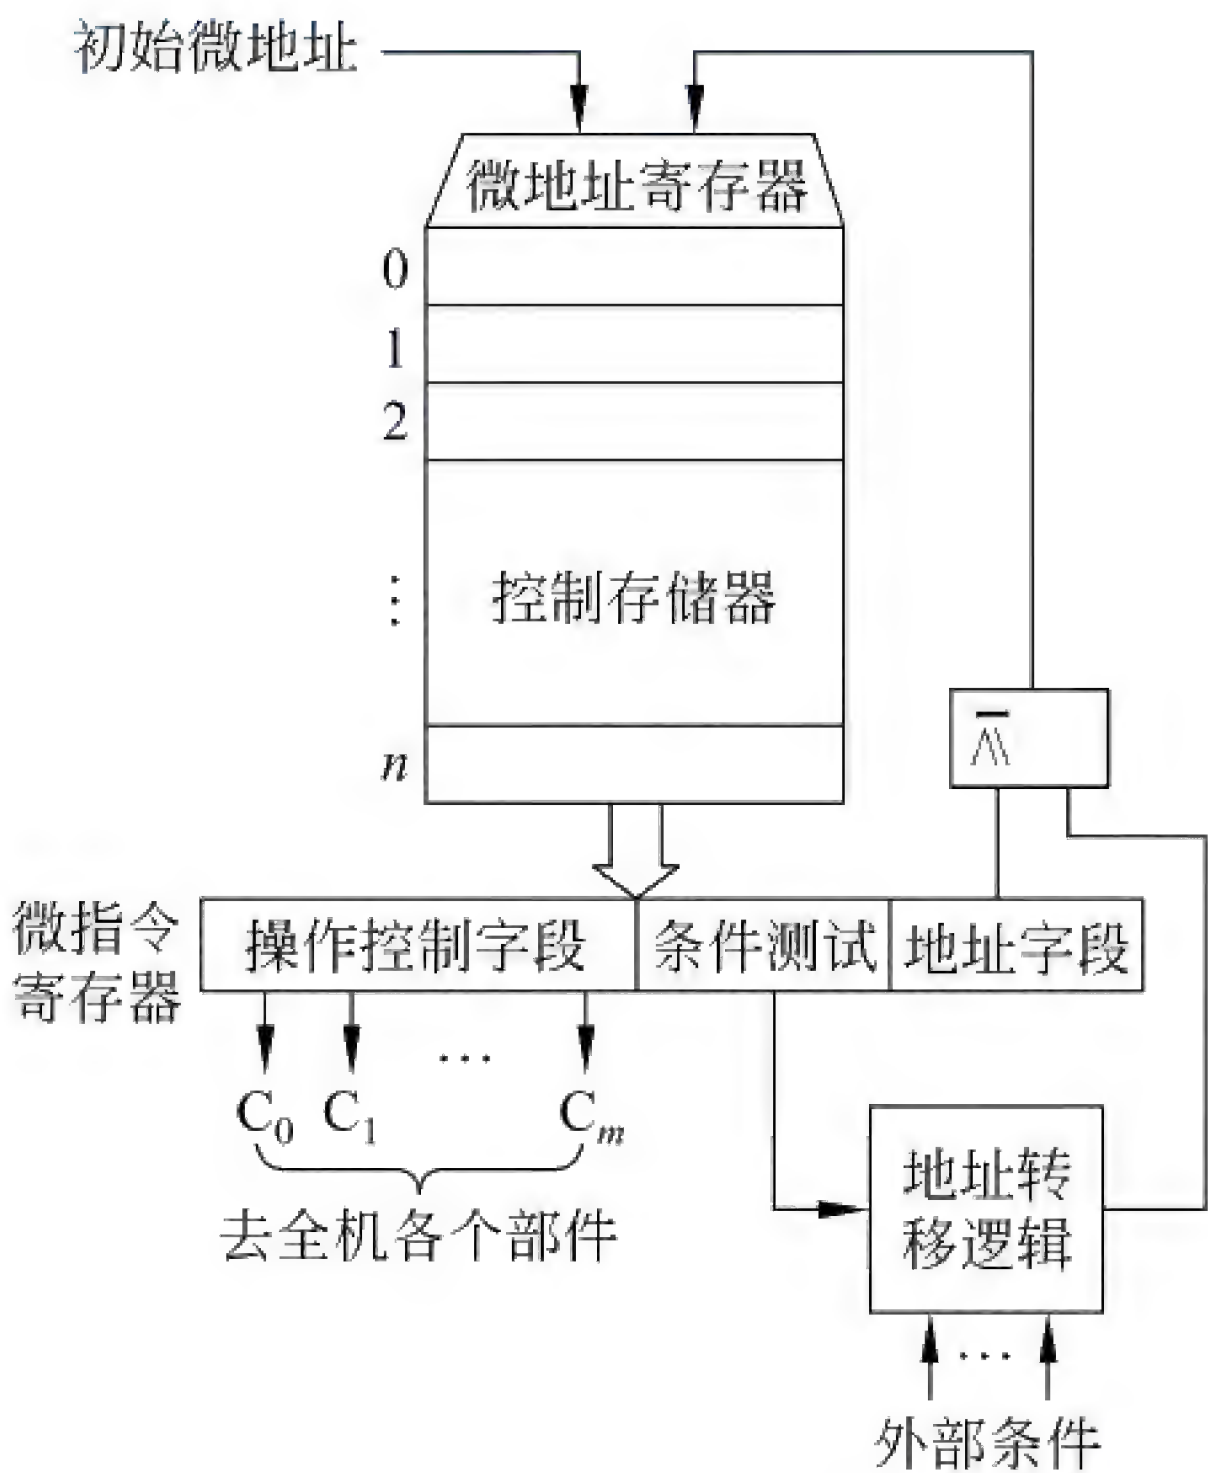 初始微地址
微地址寄存器
0
1
2
⋮
控制存储器
n
微指令
寄存器
操作控制字段 条件测试 地址字段
C₀ C₁ … Cₘ
去全机各个部件
地址转
移逻辑
…
外部条件